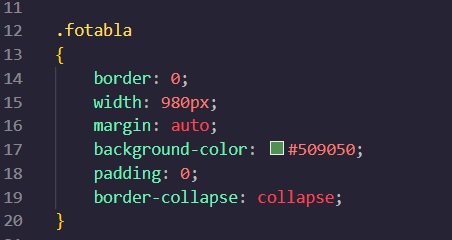 11
12 .fotabla
13 {
14 border: 0;
15 width: 980px;
16 margin: auto;
17 background-color: #509050;
18 padding: 0;
19 border-collapse: collapse;
20 }